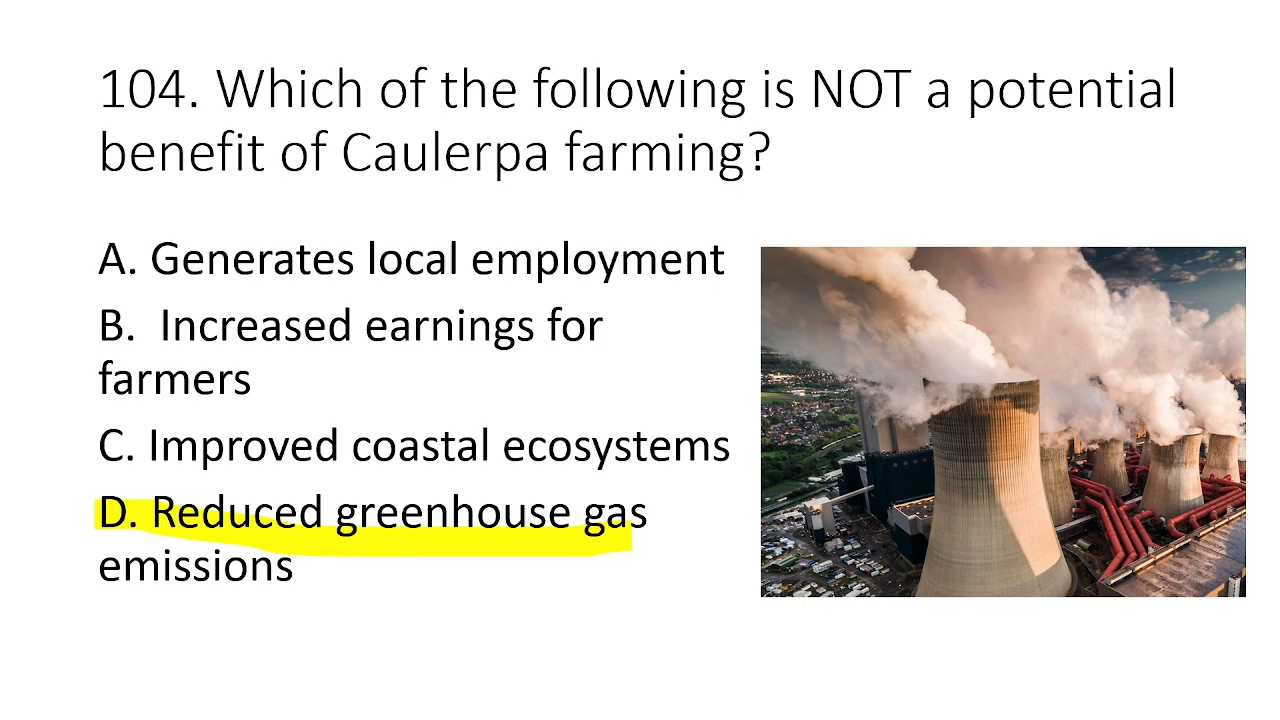 104. Which of the following is NOT a potential
benefit of Caulerpa farming?
A. Generates local employment
B. Increased earnings for
farmers
C. Improved coastal ecosystems
D. Reduced greenhouse gas
emissions